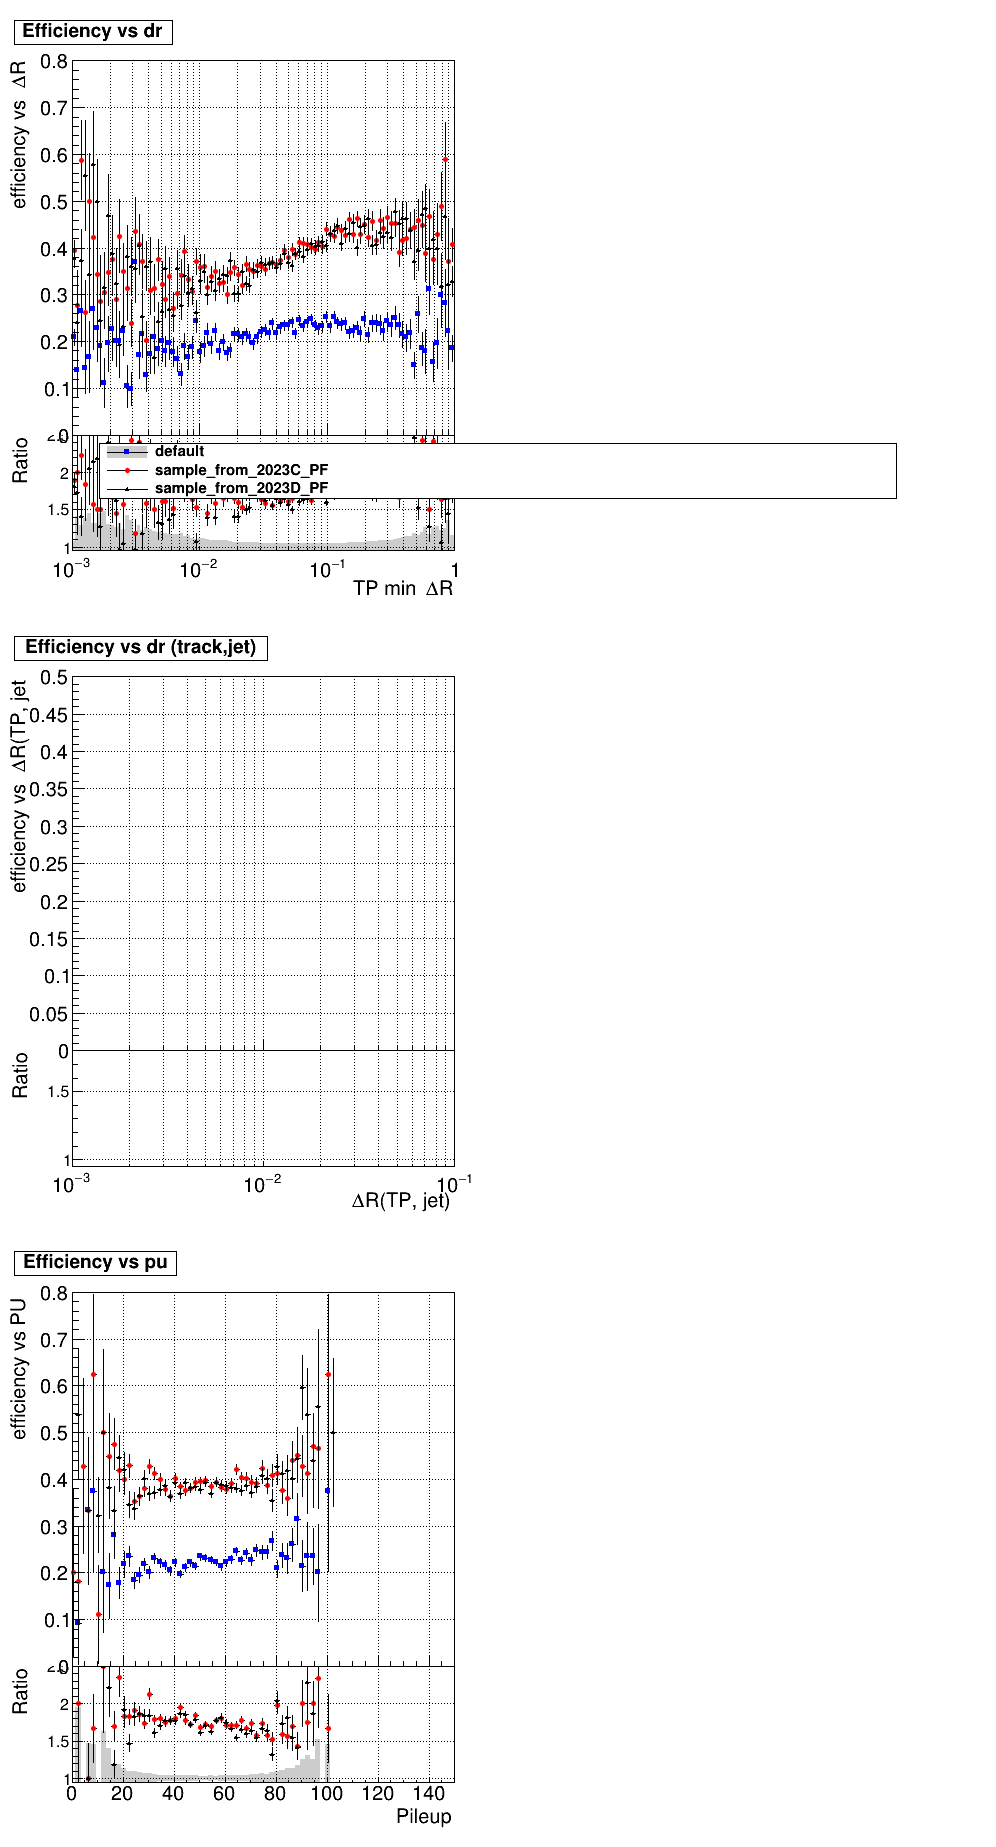 Efficiency vs dr
efficiency vs ΔR
0.8
0.7
0.6
0.5
0.4
0.3
0.2
0.1
0
Ratio
2
1.5
1
default
sample_from_2023C_PF
sample_from_2023D_PF
10−3 10−2 10−1 1
TP min ΔR
Efficiency vs dr (track,jet)
efficiency vs ΔR(TP, jet
0.5
0.45
0.4
0.35
0.3
0.25
0.2
0.15
0.1
0.05
0
Ratio
1.5
1
10−3 10−2 10−1
ΔR(TP, jet)
Efficiency vs pu
efficiency vs PU
0.8
0.7
0.6
0.5
0.4
0.3
0.2
0.1
0
Ratio
2
1.5
1
0 20 40 60 80 100 120 140
Pileup